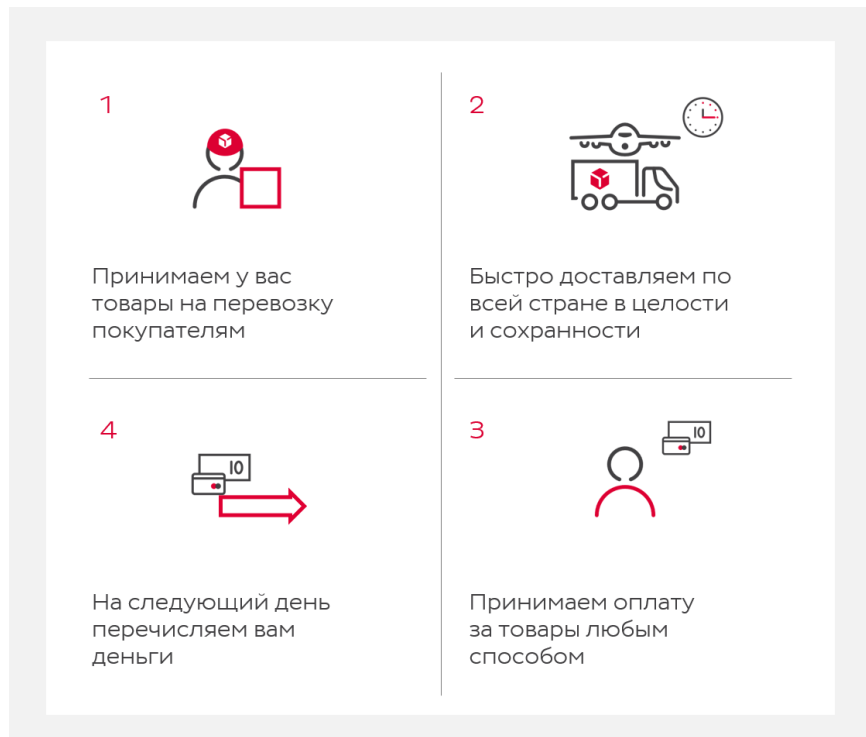 1
Принимаем у вас
товары на перевозку
покупателям
2
Быстро доставляем по
всей стране в целости
и сохранности
3
10
Принимаем оплату
за товары любым
способом
4
10
На следующий день
перечисляем вам
деньги